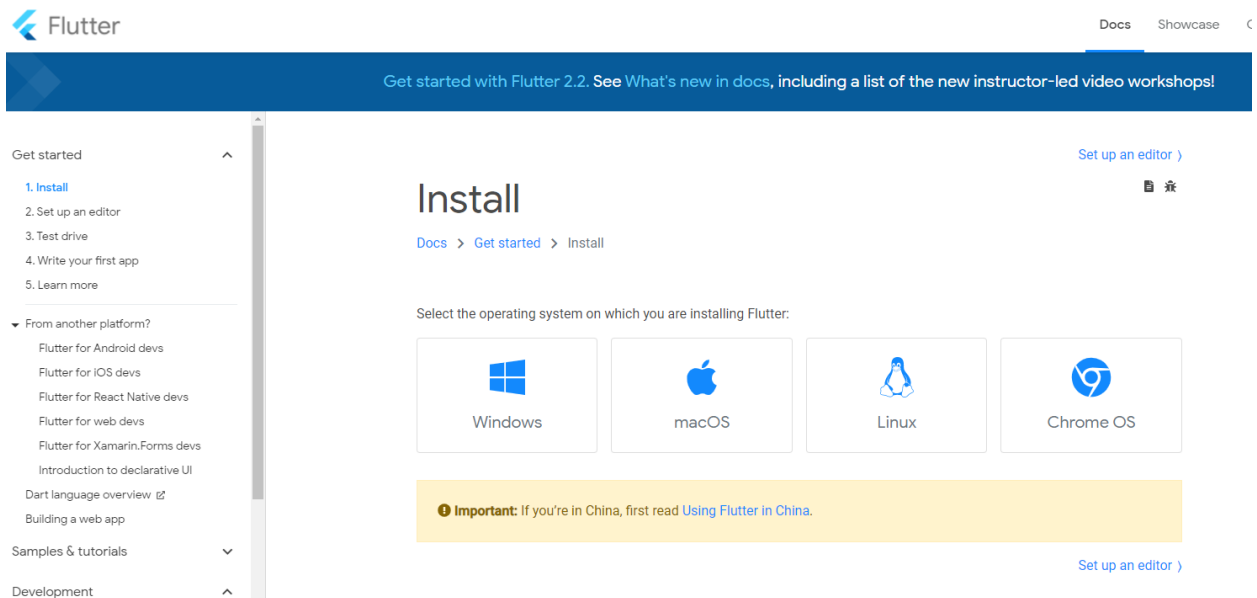 Flutter
Docs Showcase
Get started with Flutter 2.2. See What's new in docs, including a list of the new instructor-led video workshops!
Get started
1. Install
2. Set up an editor
3. Test drive
4. Write your first app
5. Learn more
From another platform?
Flutter for Android devs
Flutter for iOS devs
Flutter for React Native devs
Flutter for web devs
Flutter for Xamarin.Forms devs
Introduction to declarative UI
Dart language overview
Building a web app
Samples & tutorials
Development
Set up an editor ⟩
Install
Docs > Get started > Install
Select the operating system on which you are installing Flutter:
Windows
macOS
Linux
Chrome OS
Important: If you're in China, first read Using Flutter in China.
Set up an editor ⟩